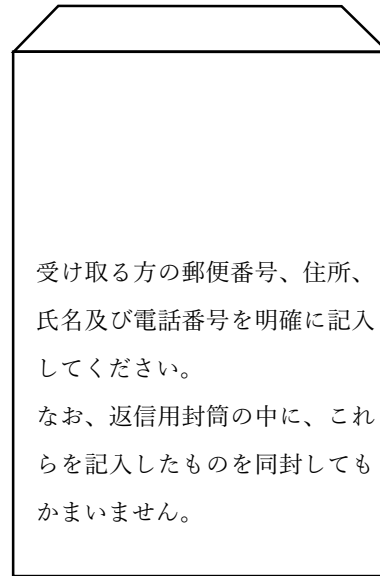 受け取る方の郵便番号、住所、
氏名及び電話番号を明確に記入
してください。
なお、返信用封筒の中に、これ
らを記入したものを同封しても
かまいません。